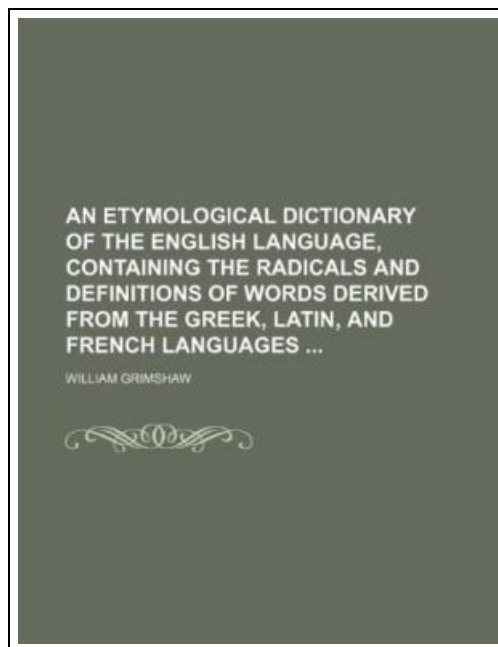 AN ETYMOLOGICAL DICTIONARY
OF THE ENGLISH LANGUAGE,
CONTAINING THE RADICALS AND
DEFINITIONS OF WORDS DERIVED
FROM THE GREEK, LATIN, AND
FRENCH LANGUAGES ...
WILLIAM GRIMSHAW